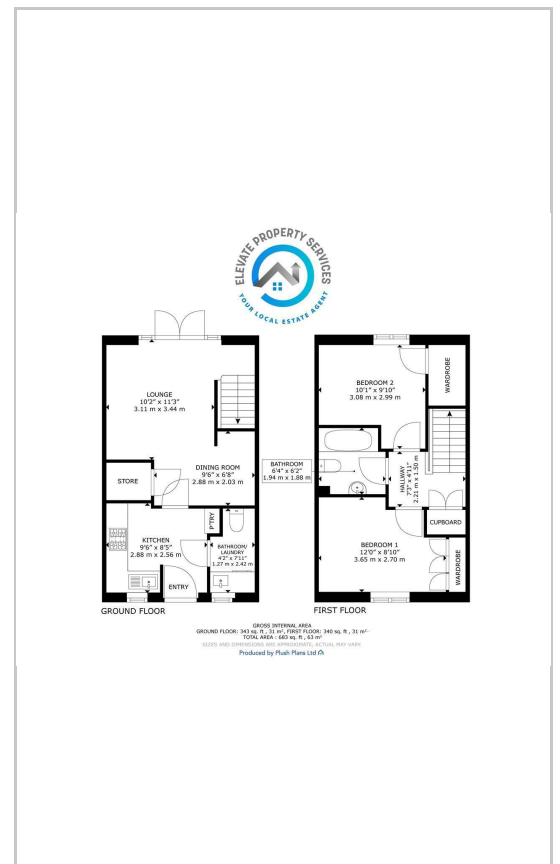 ELEVATE PROPERTY SERVICES
YOUR LOCAL ESTATE AGENT
LOUNGE
10'2" x 11'3"
3.11 m x 3.44 m
DINING ROOM
9'6" x 6'8"
2.88 m x 2.03 m
STORE
KITCHEN
9'6" x 8'5"
2.88 m x 2.56 m
P'TRY
BATHROOM/
LAUNDRY
4'2" x 7'11"
1.27 m x 2.42 m
ENTRY
GROUND FLOOR
BEDROOM 2
10'1" x 9'10"
3.08 m x 2.99 m
WARDROBE
BATHROOM
6'4" x 6'2"
1.94 m x 1.88 m
HALLWAY
7'3" x 4'11"
2.21 m x 1.50 m
CUPBOARD
BEDROOM 1
12'0" x 8'10"
3.65 m x 2.70 m
WARDROBE
FIRST FLOOR
GROSS INTERNAL AREA
GROUND FLOOR: 343 sq. ft , 31 m², FIRST FLOOR: 340 sq. ft , 31 m²
TOTAL AREA : 683 sq. ft , 63 m²
SIZES AND DIMENSIONS ARE APPROXIMATE, ACTUAL MAY VARY.
Produced by Plush Plans Ltd